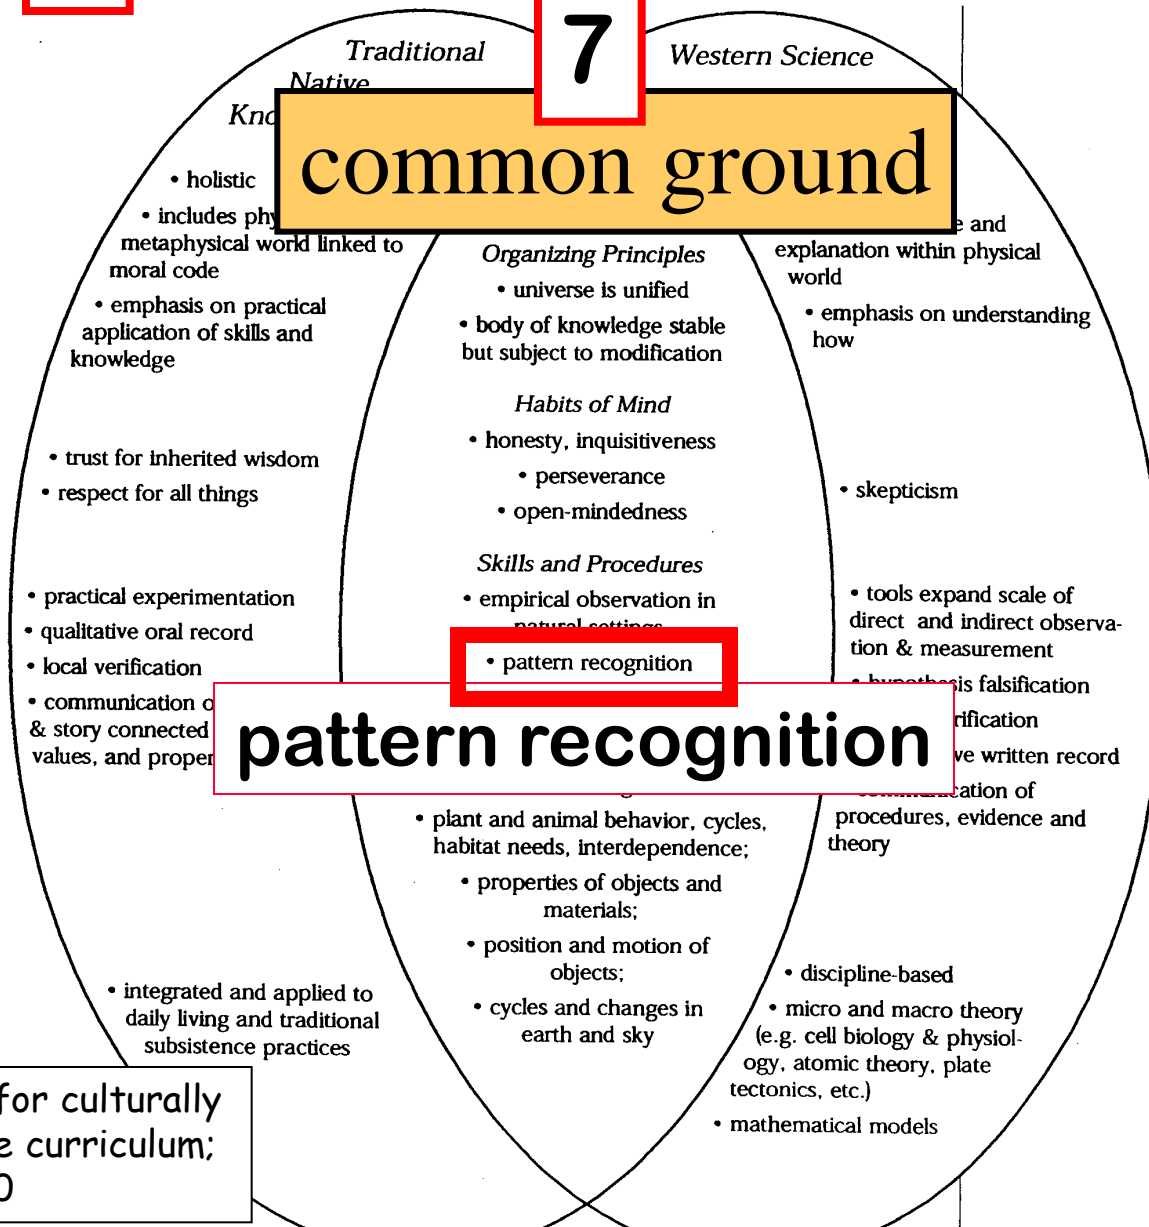 7
Traditional
Native
Western Science
common ground
• holistic
• includes
metaphysical world linked to
moral code
• emphasis on practical
application of skills and
knowledge
• trust for inherited wisdom
• respect for all things
• practical experimentation
• qualitative oral record
• local verification
• communication
& story connected
values, and
• integrated and applied to
daily living and traditional
subsistence practices
Organizing Principles
• universe is unified
• body of knowledge stable
but subject to modification
Habits of Mind
• honesty, inquisitiveness
• perseverance
• open-mindedness
Skills and Procedures
• empirical observation in
natural settings
• pattern recognition
pattern recognition
• plant and animal behavior, cycles,
habitat needs, interdependence;
• properties of objects and
materials;
• position and motion of
objects;
• cycles and changes in
earth and sky
and
explanation within physical
world
• emphasis on understanding
how
• skepticism
• tools expand scale of
direct and indirect observa-
tion & measurement
• hypothesis falsification
written record
procedures, evidence and
theory
• discipline-based
• micro and macro theory
(e.g. cell biology & physiol-
ogy, atomic theory, plate
tectonics, etc.)
• mathematical models
for culturally
curriculum;